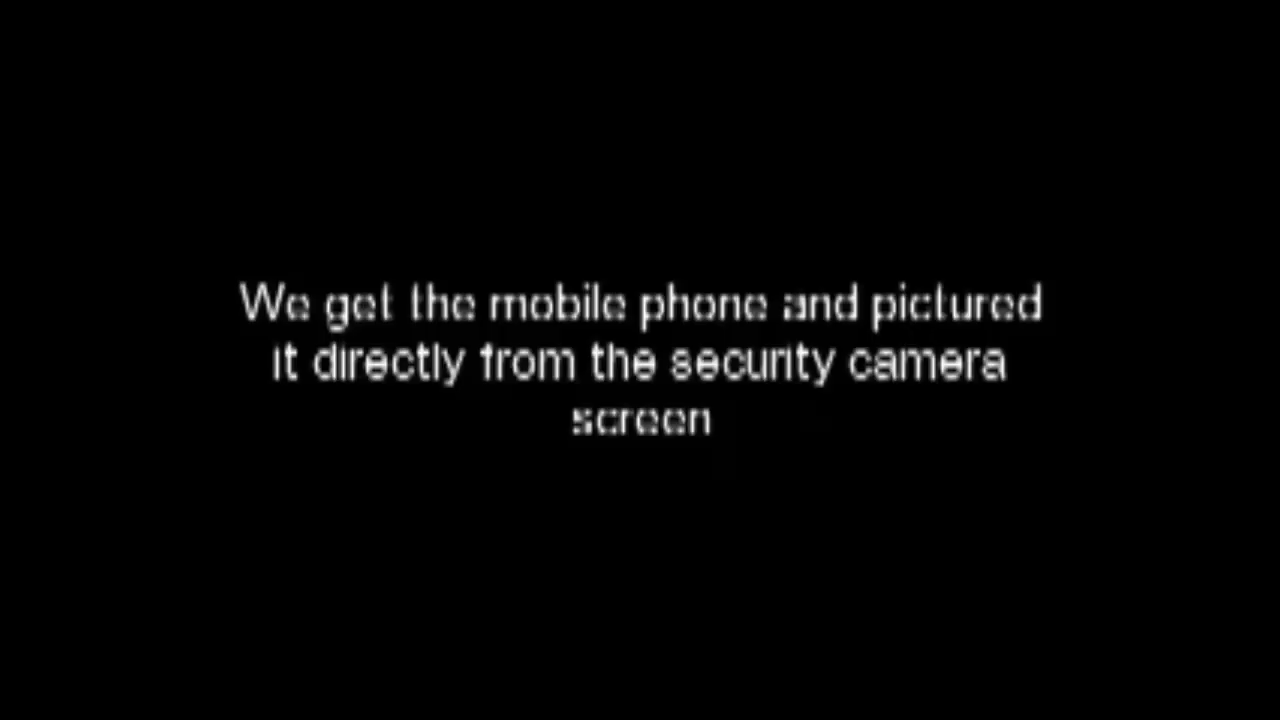 We get the mobile phone and pictured
it directly from the security camera
screen